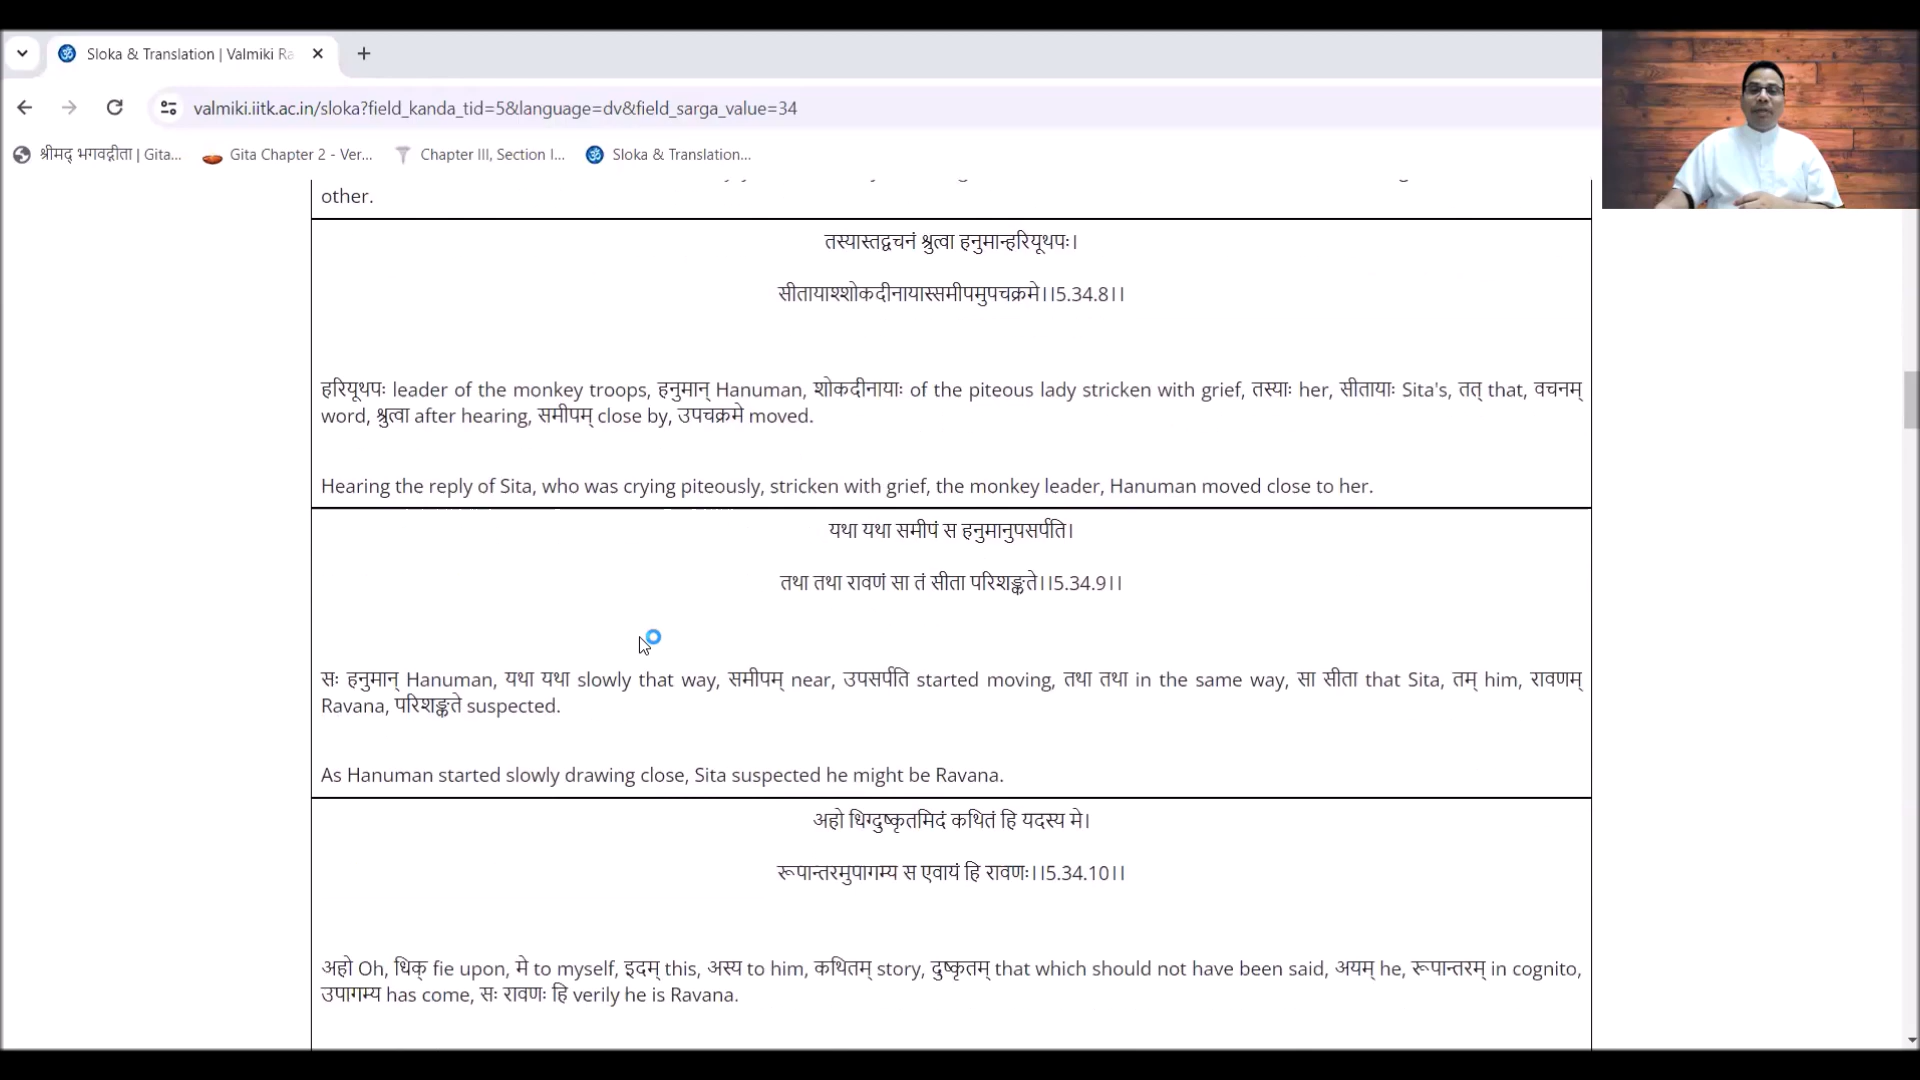 Sloka & Translation | Valmiki Ra
valmiki.iitk.ac.in/sloka?field_kanda_tid=5&language=dv&field_sarga_value=34
श्रीमद् भगवद्गीता | Gita... Gita Chapter 2 - Ver... Chapter III, Section I... Sloka & Translation...
other.
तस्यास्तद्वचनं श्रुत्वा हनुमान्हरियूथपः।
सीतायाश्शोकदीनायास्समीपमुपचक्रमे।।5.34.8।।
हरियूथपः leader of the monkey troops, हनुमान् Hanuman, शोकदीनायाः of the piteous lady stricken with grief, तस्याः her, सीतायाः Sita's, तत् that, वचनम्
word, श्रुत्वा after hearing, समीपम् close by, उपचक्रमे moved.
Hearing the reply of Sita, who was crying piteously, stricken with grief, the monkey leader, Hanuman moved close to her.
यथा यथा समीपं स हनुमानुपसर्पति।
तथा तथा रावणं सा तं सीता परिशङ्कते।।5.34.9।।
सः हनुमान् Hanuman, यथा यथा slowly that way, समीपम् near, उपसर्पति started moving, तथा तथा in the same way, सा सीता that Sita, तम् him, रावणम्
Ravana, परिशङ्कते suspected.
As Hanuman started slowly drawing close, Sita suspected he might be Ravana.
अहो धिग्दुष्कृतमिदं कथितं हि यदस्य मे।
रूपान्तरमुपागम्य स एवायं हि रावणः।।5.34.10।।
अहो Oh, धिक् fie upon, मे to myself, इदम् this, अस्य to him, कथितम् story, दुष्कृतम् that which should not have been said, अयम् he, रूपान्तरम् in cognito,
उपागम्य has come, सः रावणः हि verily he is Ravana.